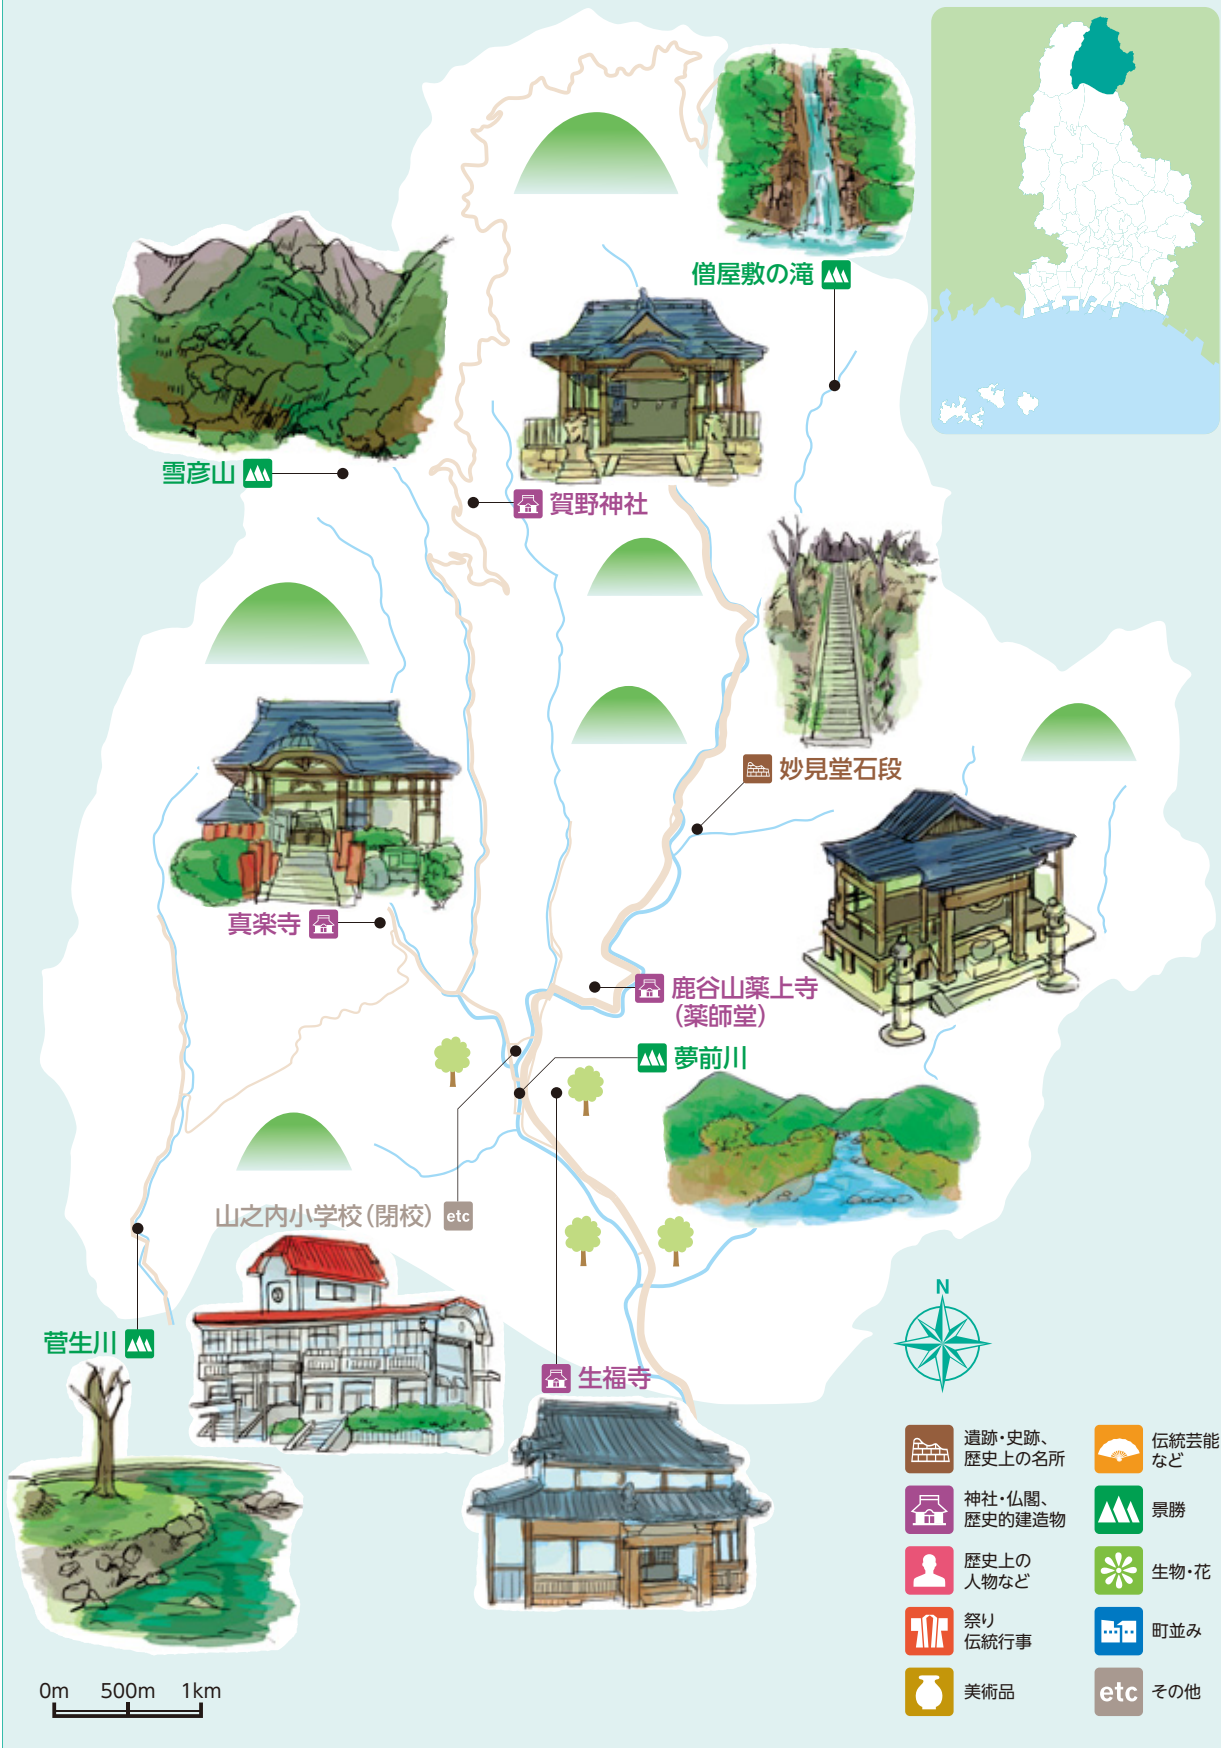 僧屋敷の滝
雪彦山
賀野神社
妙見堂石段
真楽寺
鹿谷山薬上寺
(薬師堂)
夢前川
山之内小学校(閉校)
etc
菅生川
生福寺
N
遺跡・史跡、
歴史上の名所
伝統芸能
など
神社・仏閣、
歴史的建造物
景勝
歴史上の
人物など
生物・花
祭り
伝統行事
町並み
美術品
etc
その他
0m 500m 1km